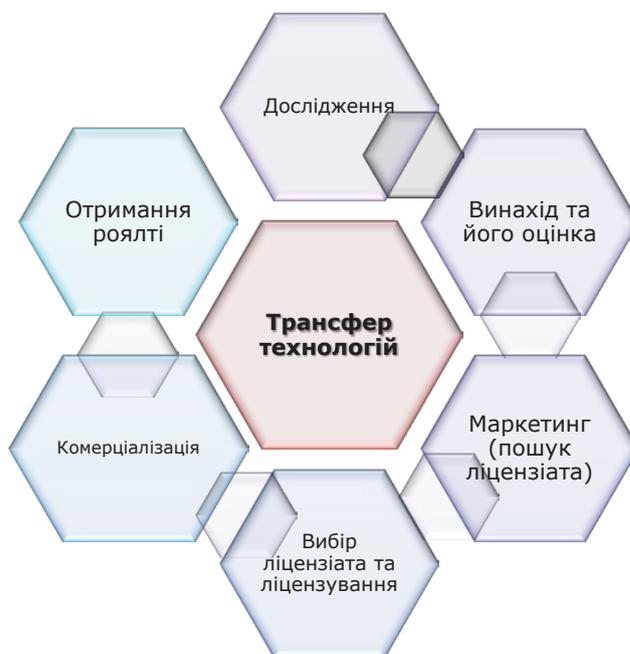 Дослідження
Винахід та
його оцінка
Маркетинг
(пошук
ліцензіата)
Вибір
ліцензіата та
ліцензування
Комерціалізація
Отримання
роялті
Трансфер
технологій